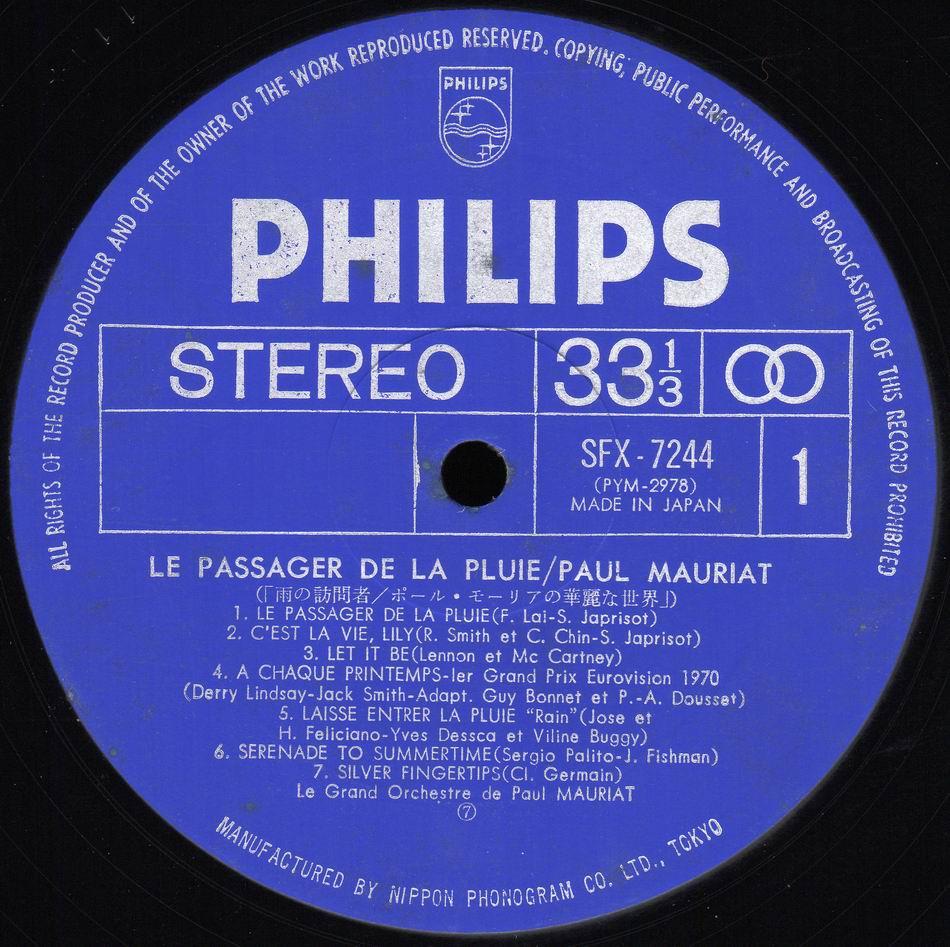 ALL RIGHTS OF THE RECORD PRODUCER AND OF THE OWNER OF THE WORK REPRODUCED RESERVED. COPYING, PUBLIC PERFORMANCE AND BROADCASTING OF THIS RECORD PROHIBITED
PHILIPS
PHILIPS
STEREO 33 1/3
SFX-7244 1
(PYM-2978)
MADE IN JAPAN
LE PASSAGER DE LA PLUIE/PAUL MAURIAT
(「雨の訪問者／ポール・モーリアの華麗な世界」)
1. LE PASSAGER DE LA PLUIE(F. Lai-S. Japrisot)
2. C'EST LA VIE, LILY(R. Smith et C. Chin-S. Japrisot)
3. LET IT BE(Lennon et Mc Cartney)
4. A CHAQUE PRINTEMPS-1er Grand Prix Eurovision 1970
(Derry Lindsay-Jack Smith-Adapt. Guy Bonnet et P.-A. Dousset)
5. LAISSE ENTRER LA PLUIE "Rain"(Jose et
H. Feliciano-Yves Dessca et Viline Buggy)
6. SERENADE TO SUMMERTIME(Sergio Palito-J. Fishman)
7. SILVER FINGERTIPS(Cl. Germain)
Le Grand Orchestre de Paul MAURIAT
⑦
MANUFACTURED BY NIPPON PHONOGRAM CO. LTD., TOKYO